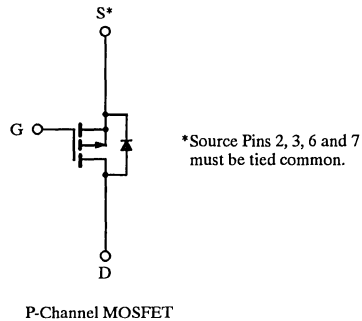 S*
G
*Source Pins 2, 3, 6 and 7
must be tied common.
D
P-Channel MOSFET